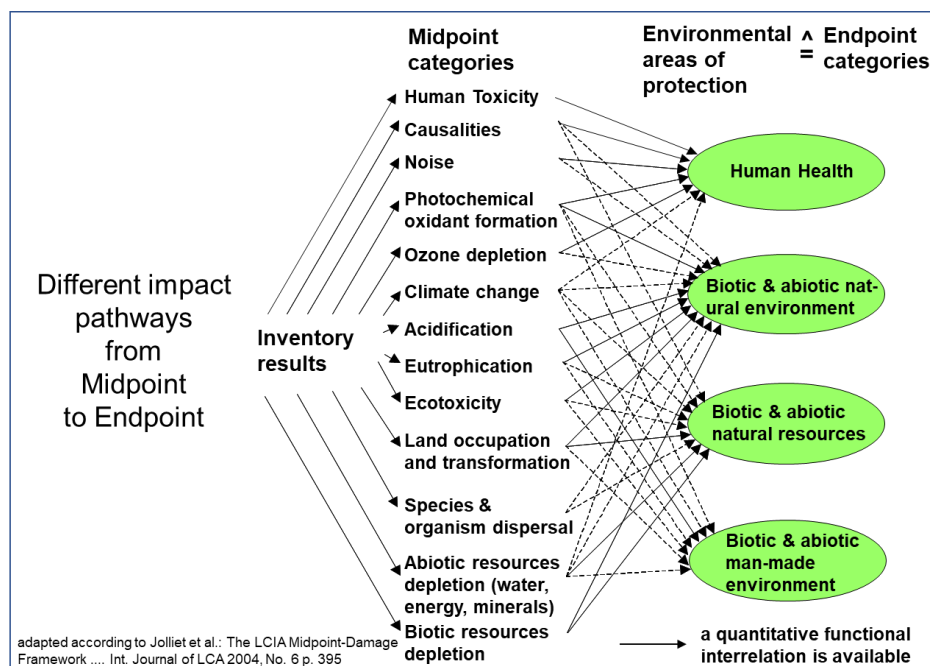 Midpoint
categories
Environmental
areas of
protection
^
=
Endpoint
categories
Different impact
pathways
from
Midpoint
to Endpoint
Inventory
results
Human Toxicity
Causalities
Noise
Photochemical
oxidant formation
Ozone depletion
Climate change
Acidification
Eutrophication
Ecotoxicity
Land occupation
and transformation
Species &
organism dispersal
Abiotic resources
depletion (water,
energy, minerals)
Biotic resources
depletion
Human Health
Biotic & abiotic nat-
ural environment
Biotic & abiotic
natural resources
Biotic & abiotic
man-made
environment
adapted according to Jolliet et al.: The LCIA Midpoint-Damage
Framework .... Int. Journal of LCA 2004, No. 6 p. 395
a quantitative functional
interrelation is available